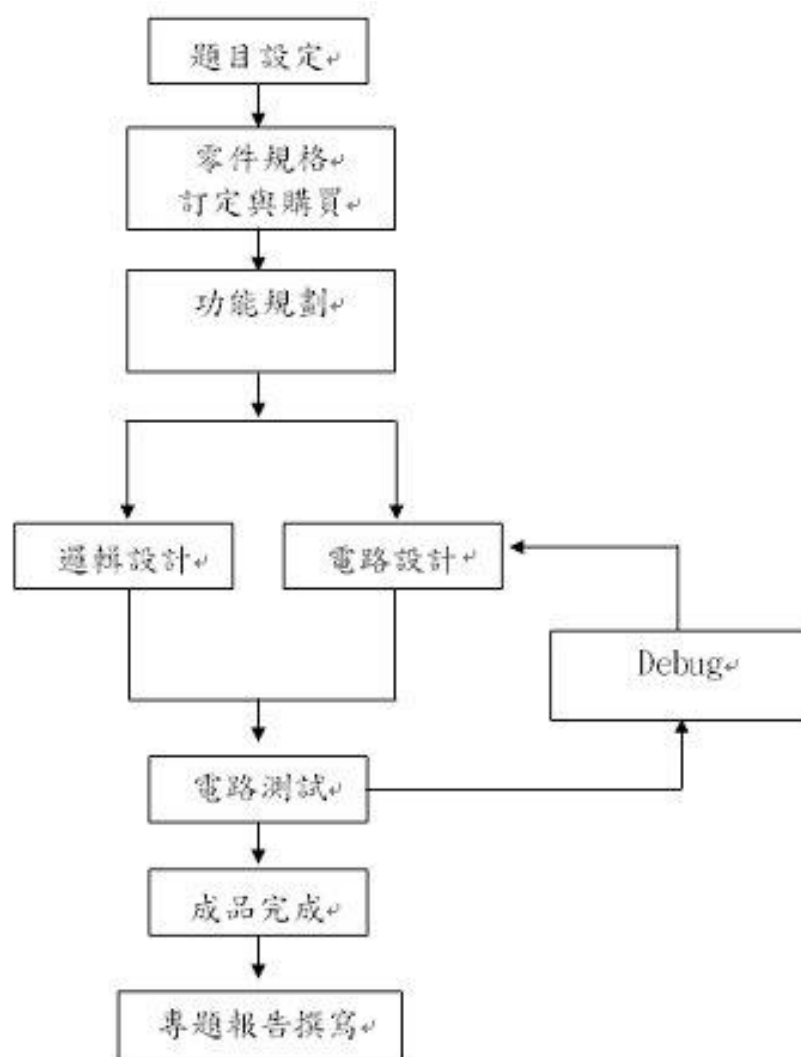 題目設定
零件規格
訂定與購買
功能規劃
邏輯設計
電路設計
Debug
電路測試
成品完成
專題報告撰寫